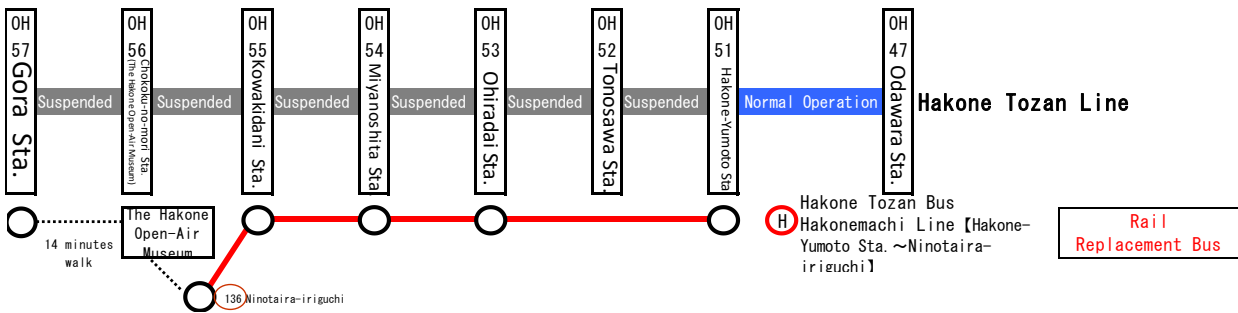 OH
57
Gora Sta.
OH
56
Chokoku-no-mori Sta.
(The Hakone Open-Air Museum)
OH
55
Kowakidani Sta.
OH
54
Miyanoshita Sta.
OH
53
Ohiradai Sta.
OH
52
Tonosawa Sta.
OH
51
Hakone-Yumoto Sta
OH
47
Odawara Sta.
Suspended
Suspended
Suspended
Suspended
Suspended
Suspended
Normal Operation
Hakone Tozan Line
14 minutes
walk
The Hakone
Open-Air
Museum
136 Ninotaira-iriguchi
H
Hakone Tozan Bus
Hakonemachi Line【Hakone-
Yumoto Sta.～Ninotaira-
iriguchi】
Rail
Replacement Bus